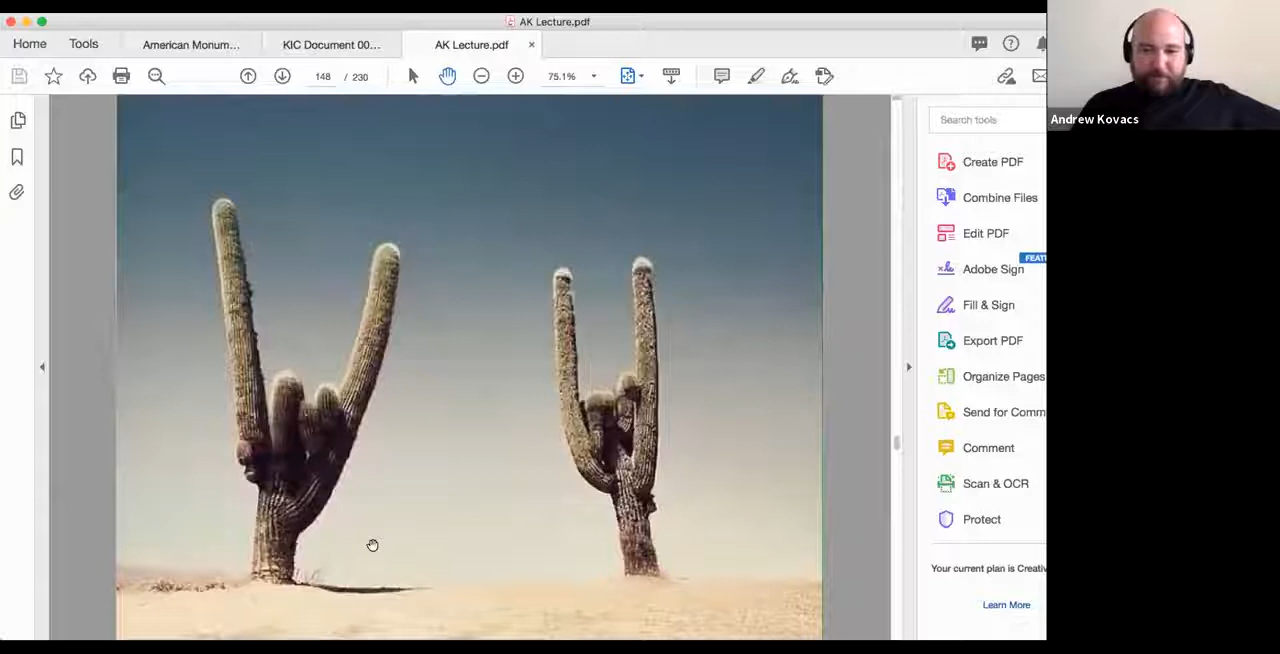 AK Lecture.pdf
Home
Tools
American Monum...
KIC Document 00...
AK Lecture.pdf
148 / 230
75.1%
Search tools
Create PDF
Combine Files
Edit PDF
FEAT
Adobe Sign
Fill & Sign
Export PDF
Organize Pages
Send for Comm
Comment
Scan & OCR
Protect
Your current plan is Creativ
Learn More
Andrew Kovacs